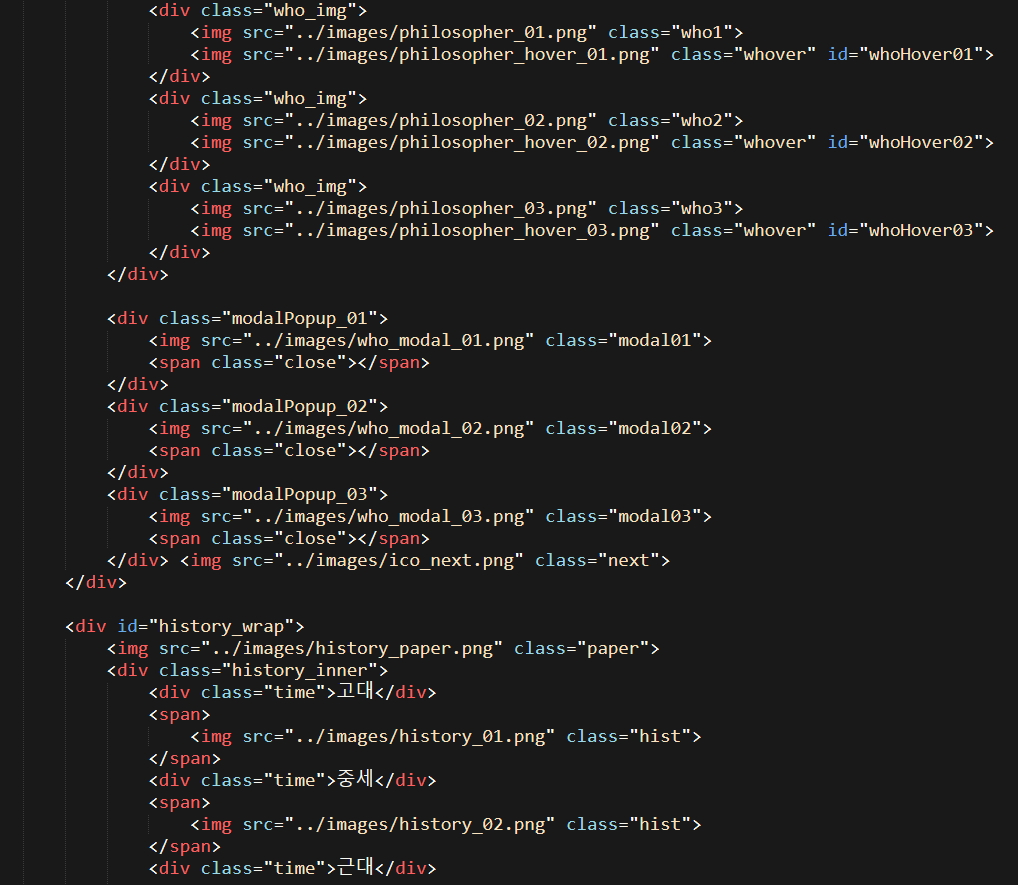 <div class="who_img">
<img src="../images/philosopher_01.png" class="who1">
<img src="../images/philosopher_hover_01.png" class="whover" id="whoHover01">
</div>
<div class="who_img">
<img src="../images/philosopher_02.png" class="who2">
<img src="../images/philosopher_hover_02.png" class="whover" id="whoHover02">
</div>
<div class="who_img">
<img src="../images/philosopher_03.png" class="who3">
<img src="../images/philosopher_hover_03.png" class="whover" id="whoHover03">
</div>
</div>
<div class="modalPopup_01">
<img src="../images/who_modal_01.png" class="modal01">
<span class="close"></span>
</div>
<div class="modalPopup_02">
<img src="../images/who_modal_02.png" class="modal02">
<span class="close"></span>
</div>
<div class="modalPopup_03">
<img src="../images/who_modal_03.png" class="modal03">
<span class="close"></span>
</div> <img src="../images/ico_next.png" class="next">
</div>
<div id="history_wrap">
<img src="../images/history_paper.png" class="paper">
<div class="history_inner">
<div class="time">고대</div>
<span>
<img src="../images/history_01.png" class="hist">
</span>
<div class="time">중세</div>
<span>
<img src="../images/history_02.png" class="hist">
</span>
<div class="time">근대</div>